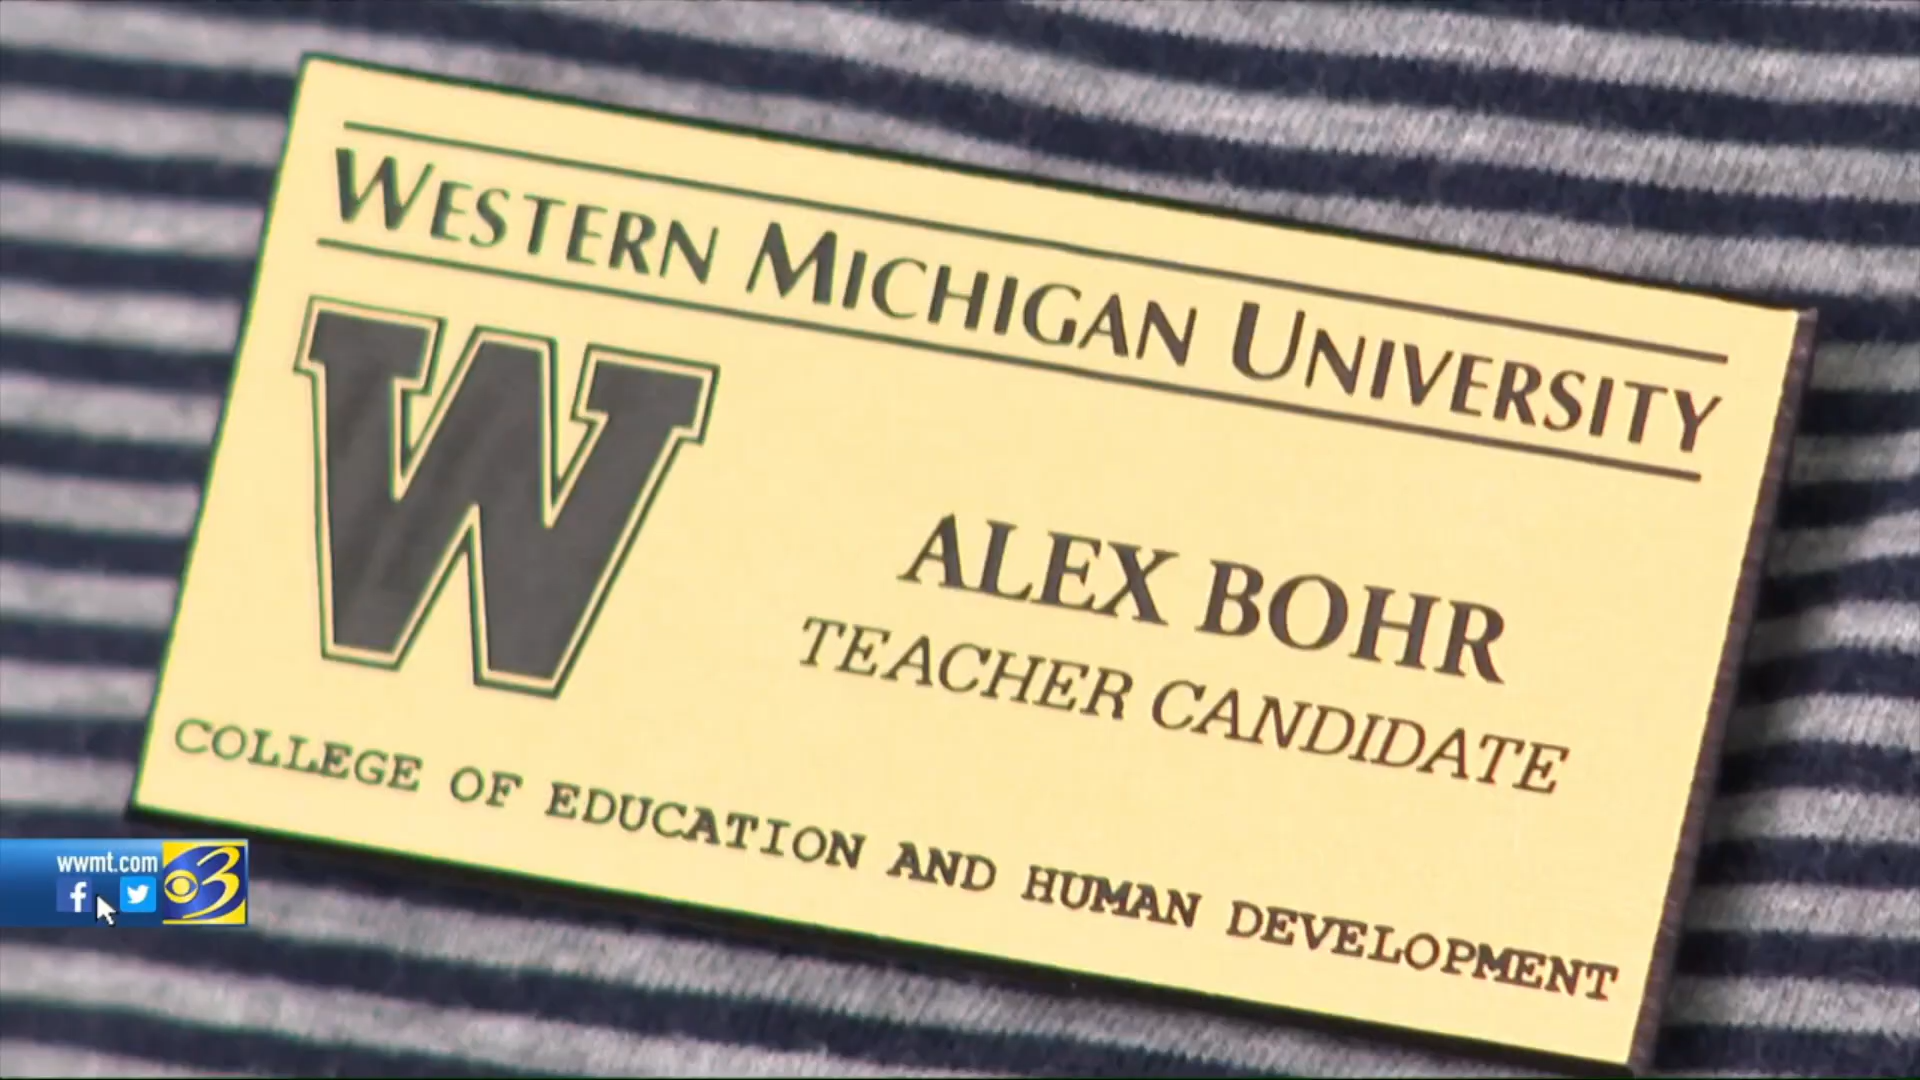 WESTERN MICHIGAN UNIVERSITY
W
ALEX BOHR
TEACHER CANDIDATE
COLLEGE OF EDUCATION AND HUMAN DEVELOPMENT
wwmt.com
f
3